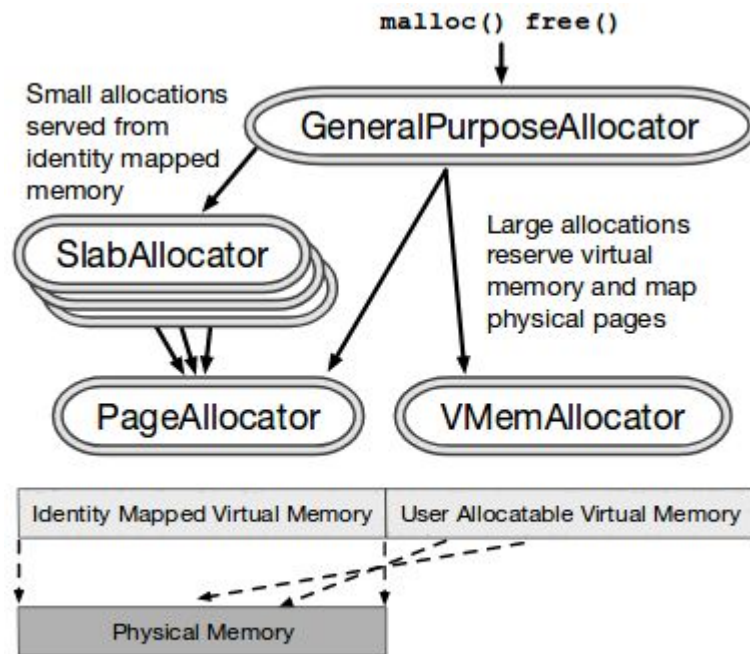 malloc() free()
Small allocations
served from
identity mapped
memory
GeneralPurposeAllocator
SlabAllocator
Large allocations
reserve virtual
memory and map
physical pages
PageAllocator
VMemAllocator
Identity Mapped Virtual Memory
User Allocatable Virtual Memory
Physical Memory